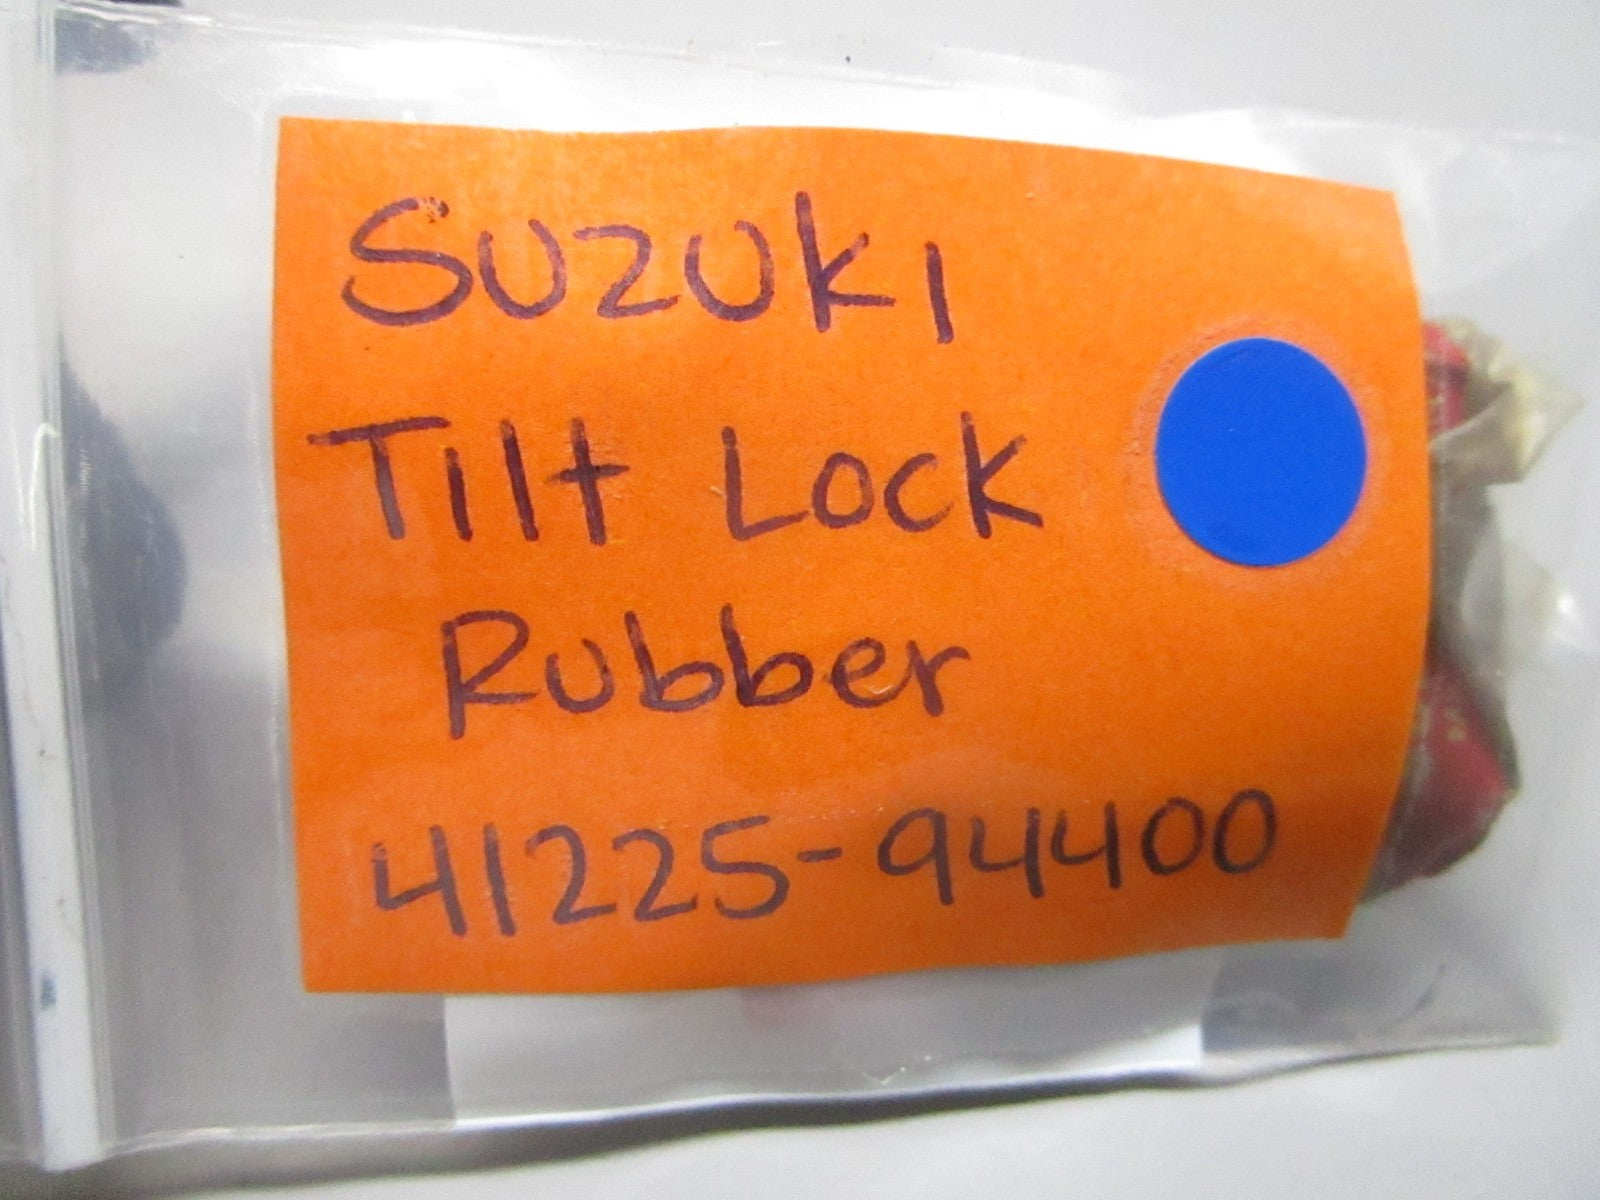 Suzuki
Tilt Lock
Rubber
41225-94400